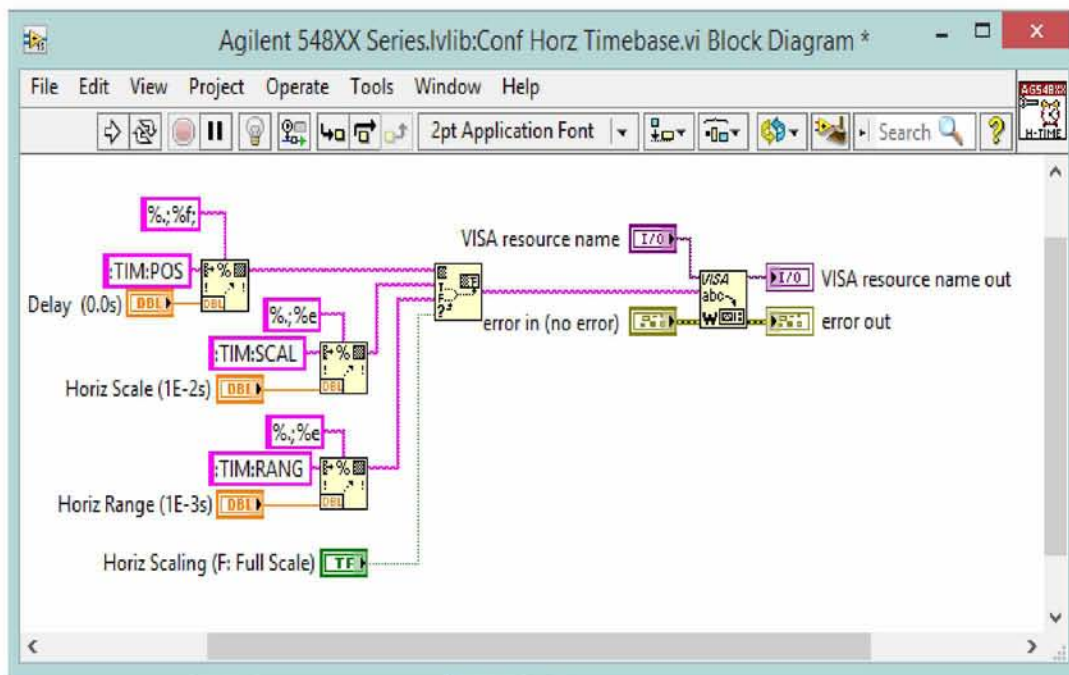 Agilent 548XX Series.lvlib:Conf Horz Timebase.vi Block Diagram *
File Edit View Project Operate Tools Window Help
2pt Application Font Search
AG548XX
H-TIME
%.;%f;
:TIM:POS
Delay (0.0s) DBL
DBL
%.;%e
:TIM:SCAL
Horiz Scale (1E-2s) DBL
DBL
%.;%e
:TIM:RANG
Horiz Range (1E-3s) DBL
DBL
Horiz Scaling (F: Full Scale) TF
VISA resource name I/O
VISA
abc
W
I/O VISA resource name out
error in (no error)
error out